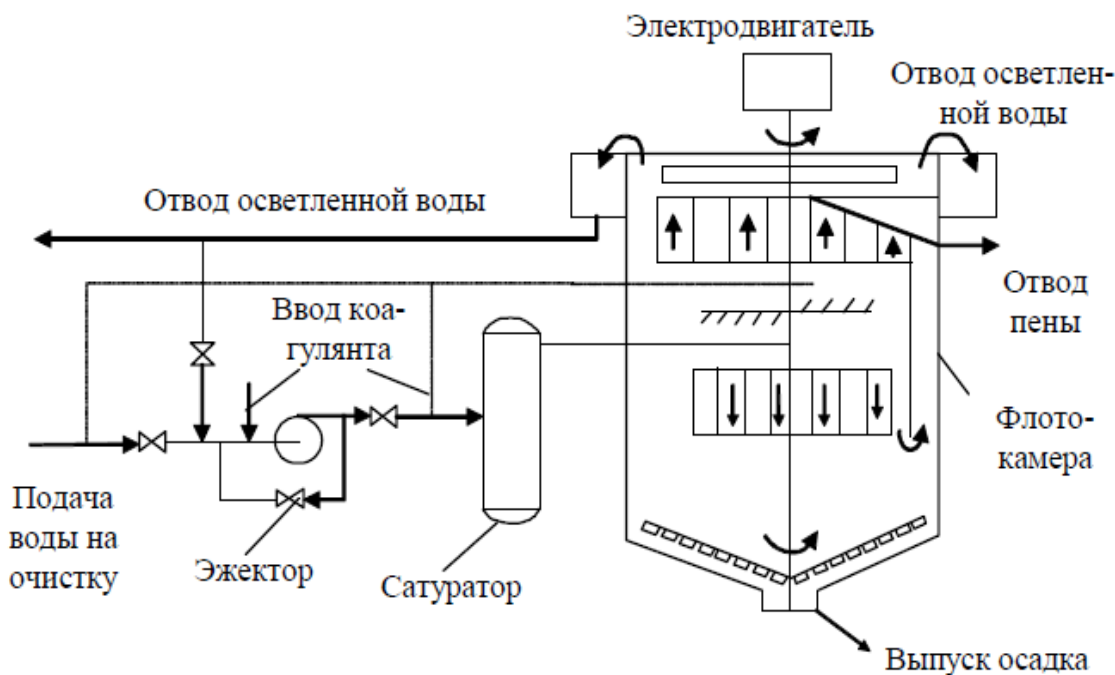 Электродвигатель
Отвод осветлен-
ной воды
Отвод осветленной воды
Отвод
пены
Ввод коа-
гулянта
Флото-
камера
Подача
воды на
очистку
Эжектор
Сатуратор
Выпуск осадка